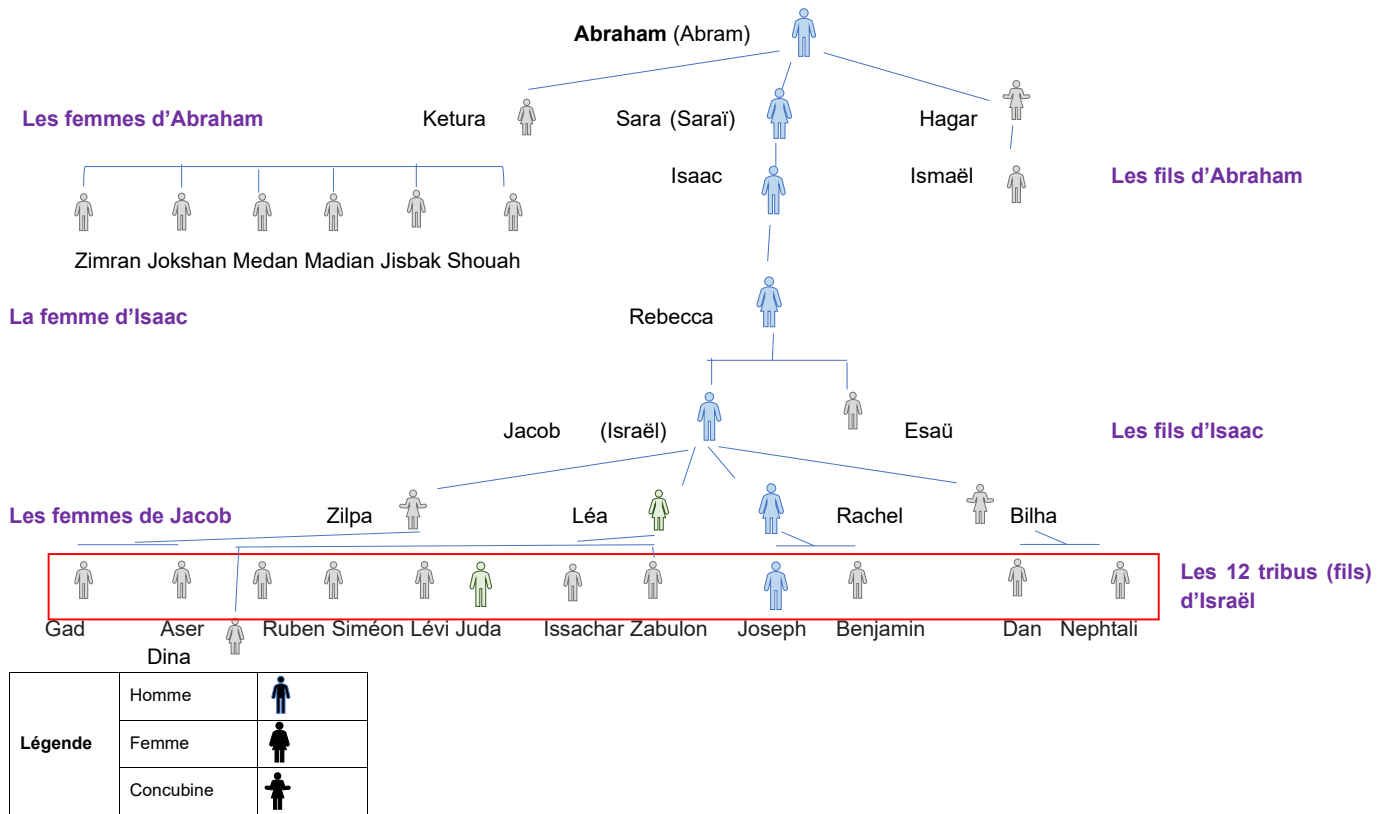 Abraham (Abram)
Les femmes d’Abraham Ketura Sara (Saraï) Hagar
Isaac Ismaël Les fils d’Abraham
Zimran Jokshan Medan Madian Jisbak Shouah
La femme d’Isaac Rebecca
Jacob (Israël) Esaü Les fils d’Isaac
Les femmes de Jacob Zilpa Léa Rachel Bilha
Les 12 tribus (fils)
d’Israël
Gad Aser Ruben Siméon Lévi Juda Issachar Zabulon Joseph Benjamin Dan Nephtali
Dina
Légende
Homme
Femme
Concubine